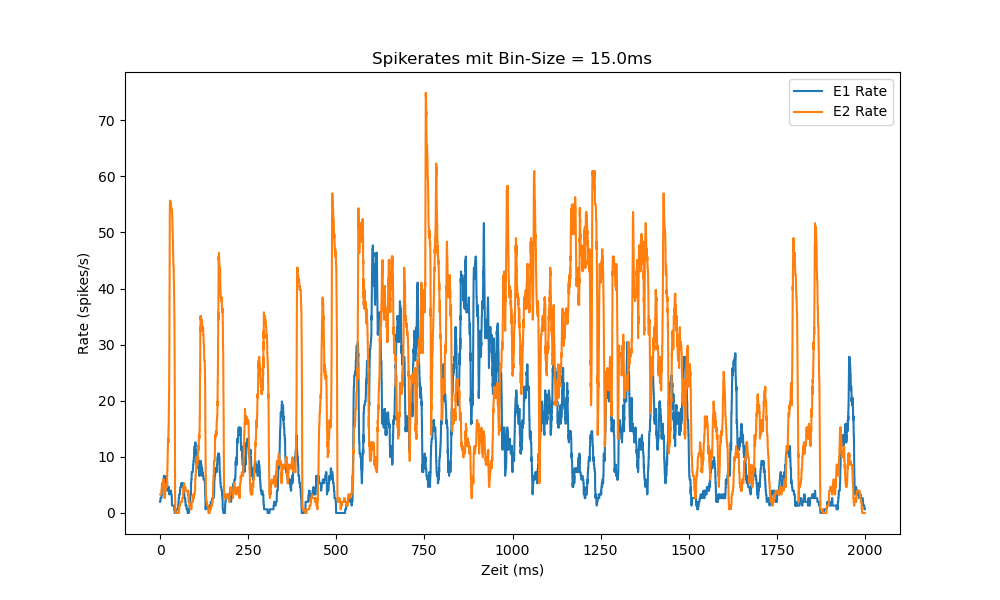 Spikerates mit Bin-Size = 15.0ms
E1 Rate
E2 Rate
70
60
50
40
30
20
10
0
Rate (spikes/s)
0 250 500 750 1000 1250 1500 1750 2000
Zeit (ms)